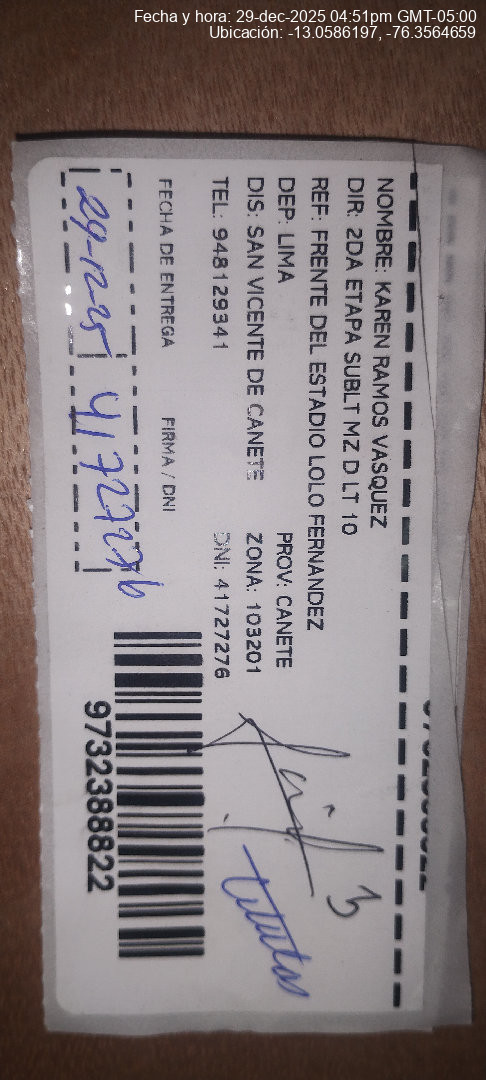 Fecha y hora: 29-dec-2025 04:51pm GMT-05:00
Ubicación: -13.0586197, -76.3564659
NOMBRE: KAREN RAMOS VASQUEZ
DIR: 2DA ETAPA SUBLT MZ D LT 10
REF: FRENTE DEL ESTADIO LOLO FERNANDEZ
DEP: LIMA PROV: CANETE
DIS: SAN VICENTE DE CANETE ZONA: 103201
TEL: 948129341 DNI: 41727276
FECHA DE ENTREGA FIRMA / DNI
29-12-25 41727276
9732388822
3
titular